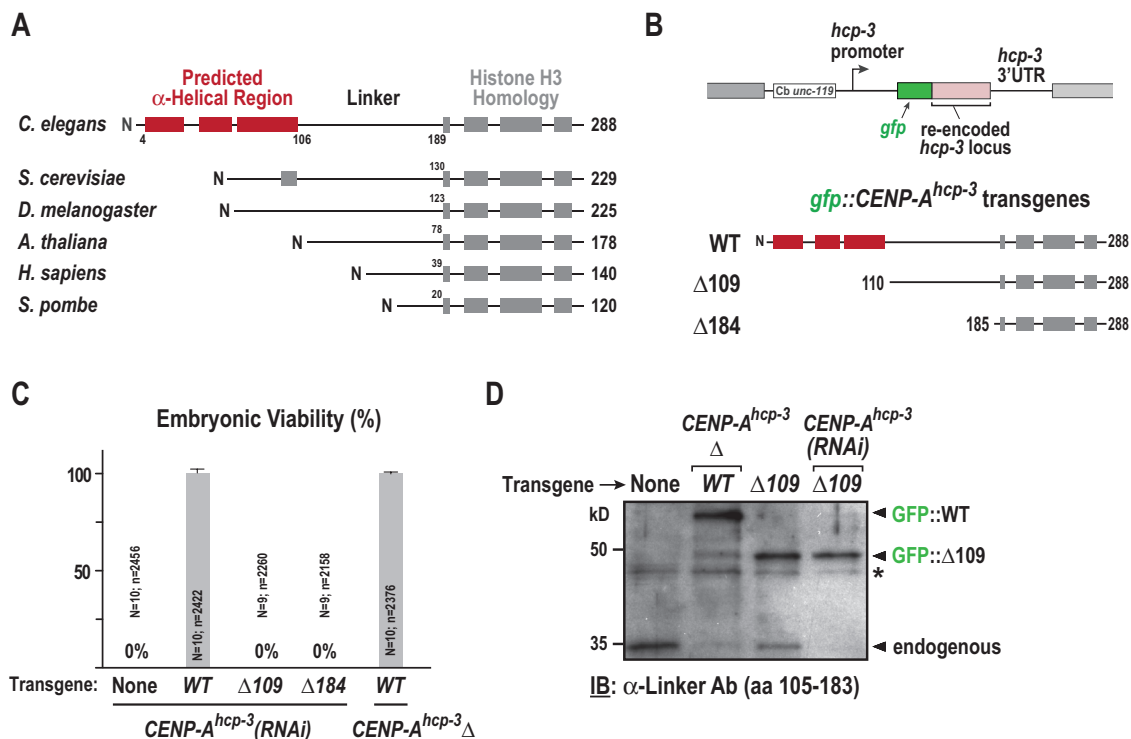 A
Predicted
α-Helical Region
Linker
Histone H3
Homology
C. elegans
N
4
106
189
288
S. cerevisiae
N
130
229
D. melanogaster
N
123
225
A. thaliana
N
78
178
H. sapiens
N
39
140
S. pombe
N
20
120
B
hcp-3
promoter
hcp-3
3'UTR
Cb unc-119
gfp
re-encoded
hcp-3 locus
gfp::CENP-A^hcp-3 transgenes
WT
N
288
Δ109
110
288
Δ184
185
288
C
Embryonic Viability (%)
100
50
N=10; n=2456
N=10; n=2422
N=9; n=2260
N=9; n=2158
N=10; n=2376
0%
0%
0%
Transgene: None WT Δ109 Δ184 WT
CENP-A^hcp-3(RNAi)
CENP-A^hcp-3Δ
D
CENP-A^hcp-3
Δ
CENP-A^hcp-3
(RNAi)
Transgene → None WT Δ109 Δ109
kD
50
35
GFP::WT
GFP::Δ109
*
endogenous
IB: α-Linker Ab (aa 105-183)